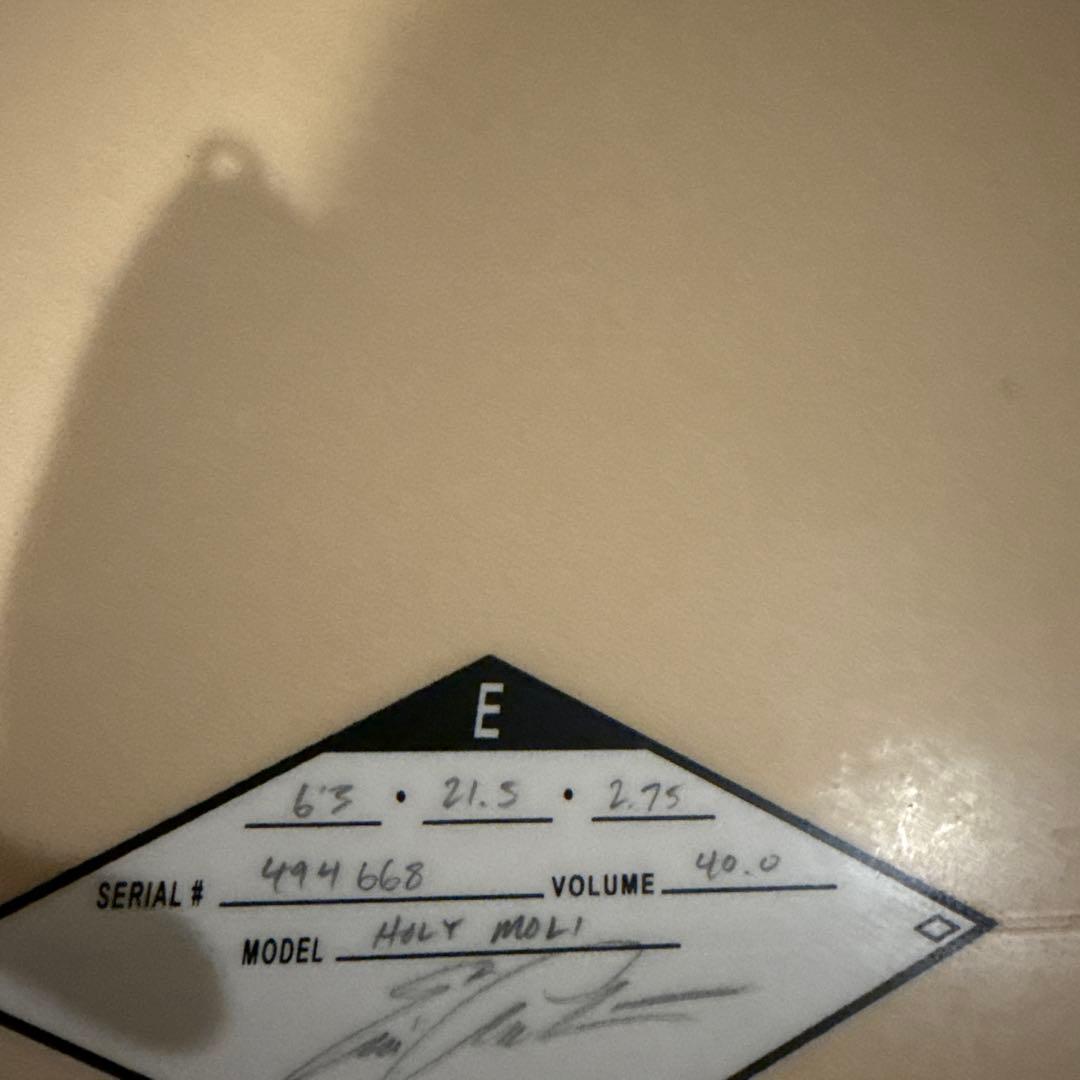 E
6'3 • 21.5 • 2.75
SERIAL # 494668 VOLUME 40.0
MODEL HOLY MOLI